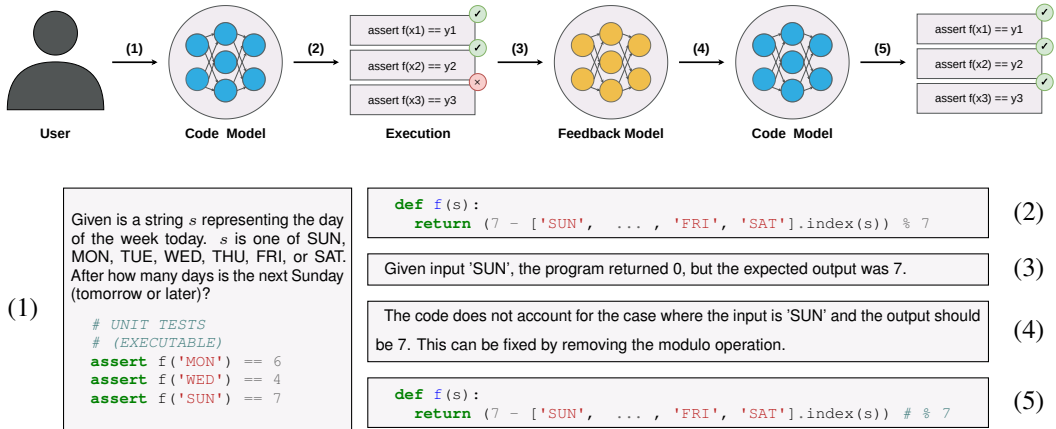 (1) (2) (3) (4) (5)
assert f(x1) == y1 ✓
assert f(x2) == y2 ✓
assert f(x3) == y3 ×
assert f(x1) == y1 ✓
assert f(x2) == y2 ✓
assert f(x3) == y3 ✓
User Code Model Execution Feedback Model Code Model
(1)
Given is a string s representing the day
of the week today. s is one of SUN,
MON, TUE, WED, THU, FRI, or SAT.
After how many days is the next Sunday
(tomorrow or later)?
# UNIT TESTS
# (EXECUTABLE)
assert f('MON') == 6
assert f('WED') == 4
assert f('SUN') == 7
def f(s):
return (7 - ['SUN', ... , 'FRI', 'SAT'].index(s)) % 7
(2)
Given input 'SUN', the program returned 0, but the expected output was 7.
(3)
The code does not account for the case where the input is 'SUN' and the output should
be 7. This can be fixed by removing the modulo operation.
(4)
def f(s):
return (7 - ['SUN', ... , 'FRI', 'SAT'].index(s)) # % 7
(5)